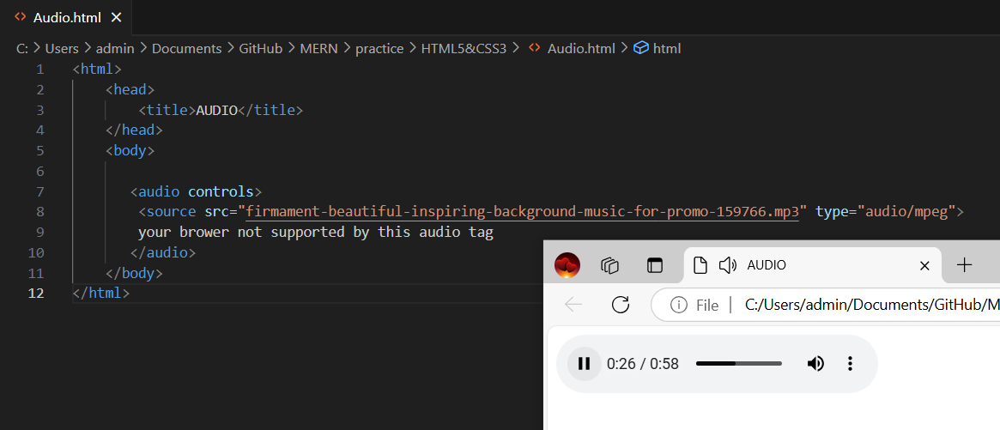 Audio.html
C: > Users > admin > Documents > GitHub > MERN > practice > HTML5&CSS3 > Audio.html > html
1 <html>
2 <head>
3 <title>AUDIO</title>
4 </head>
5 <body>
6
7 <audio controls>
8 <source src="firmament-beautiful-inspiring-background-music-for-promo-159766.mp3" type="audio/mpeg">
9 your brower not supported by this audio tag
10 </audio>
11 </body>
12 </html>
AUDIO
File | C:/Users/admin/Documents/GitHub/M
0:26 / 0:58